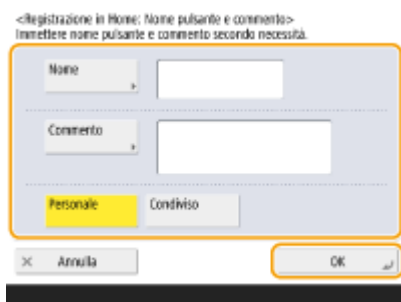 <Registrazione in Home: Nome pulsante e commento>
Immettere nome pulsante e commento secondo necessità.
Nome
Commento
Personale Condiviso
× Annulla OK